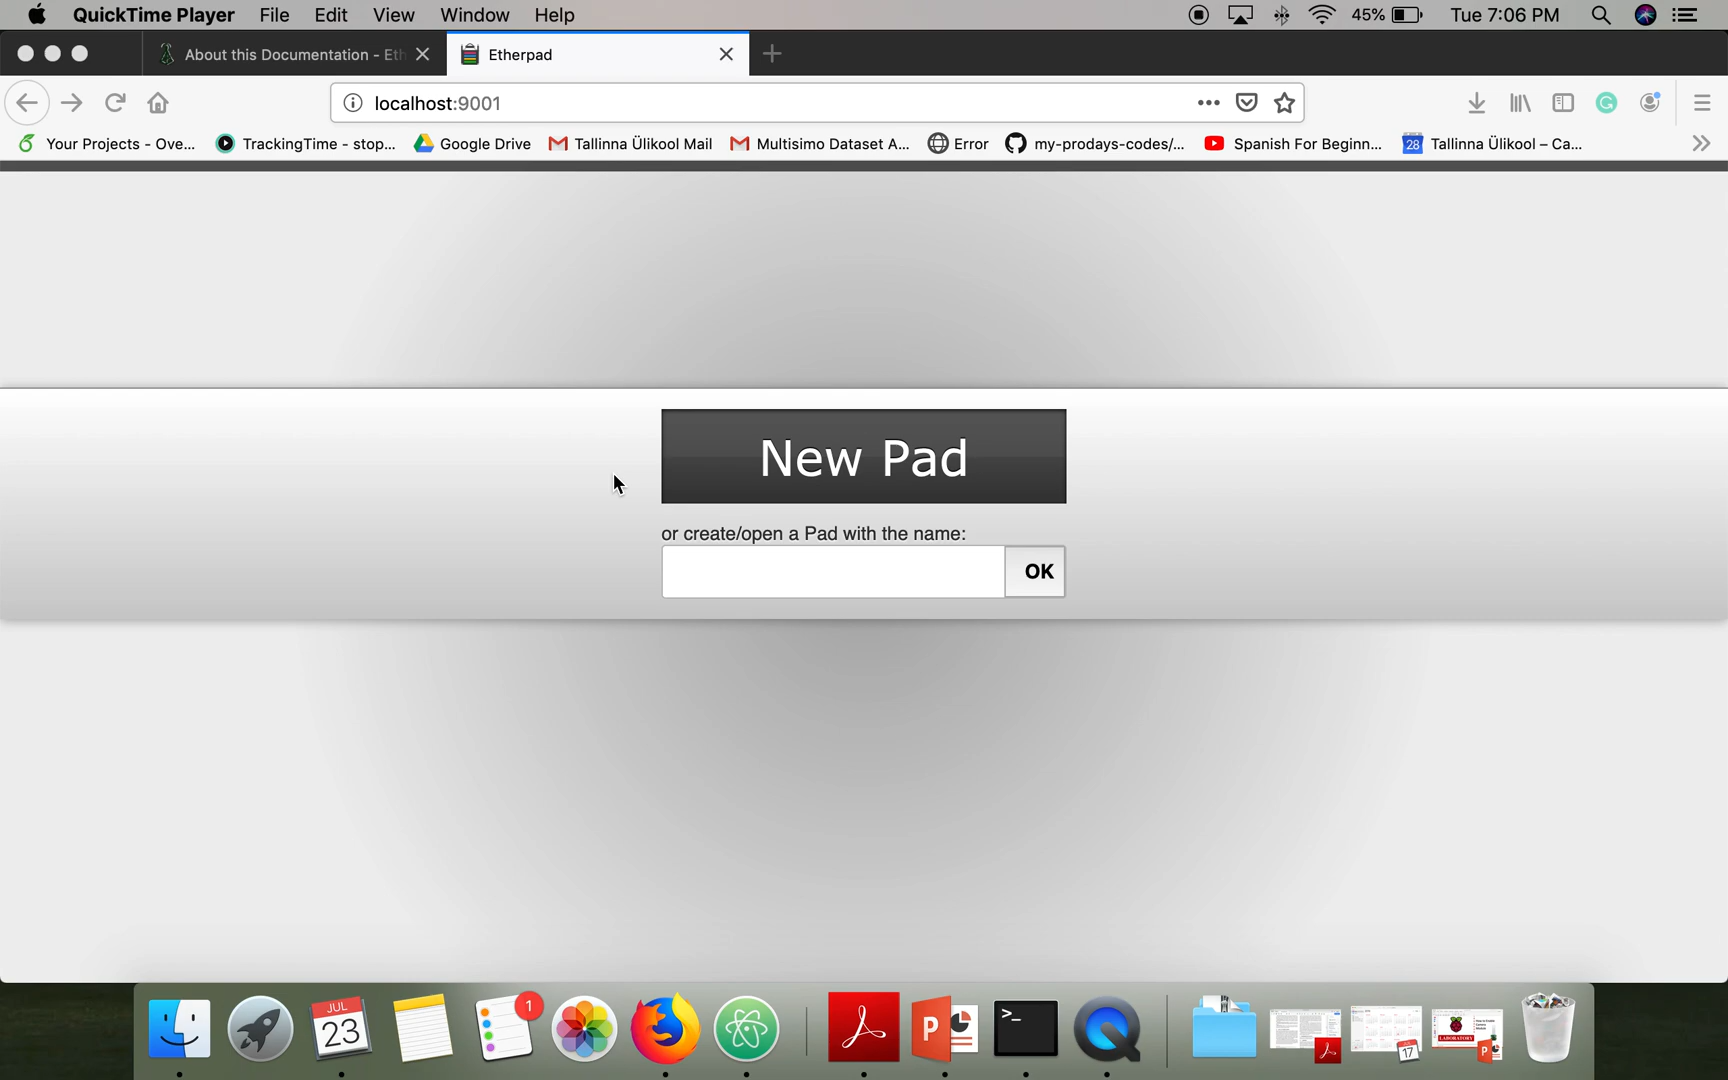 QuickTime Player File Edit View Window Help 45% Tue 7:06 PM
About this Documentation - Eth Etherpad
localhost:9001
Your Projects - Ove... TrackingTime - stop... Google Drive Tallinna Ülikool Mail Multisimo Dataset A... Error my-prodays-codes/... Spanish For Beginn... 28 Tallinna Ülikool – Ca...
New Pad
or create/open a Pad with the name:
OK
JUL
23
1
P
>_
17
LABORATORY
P